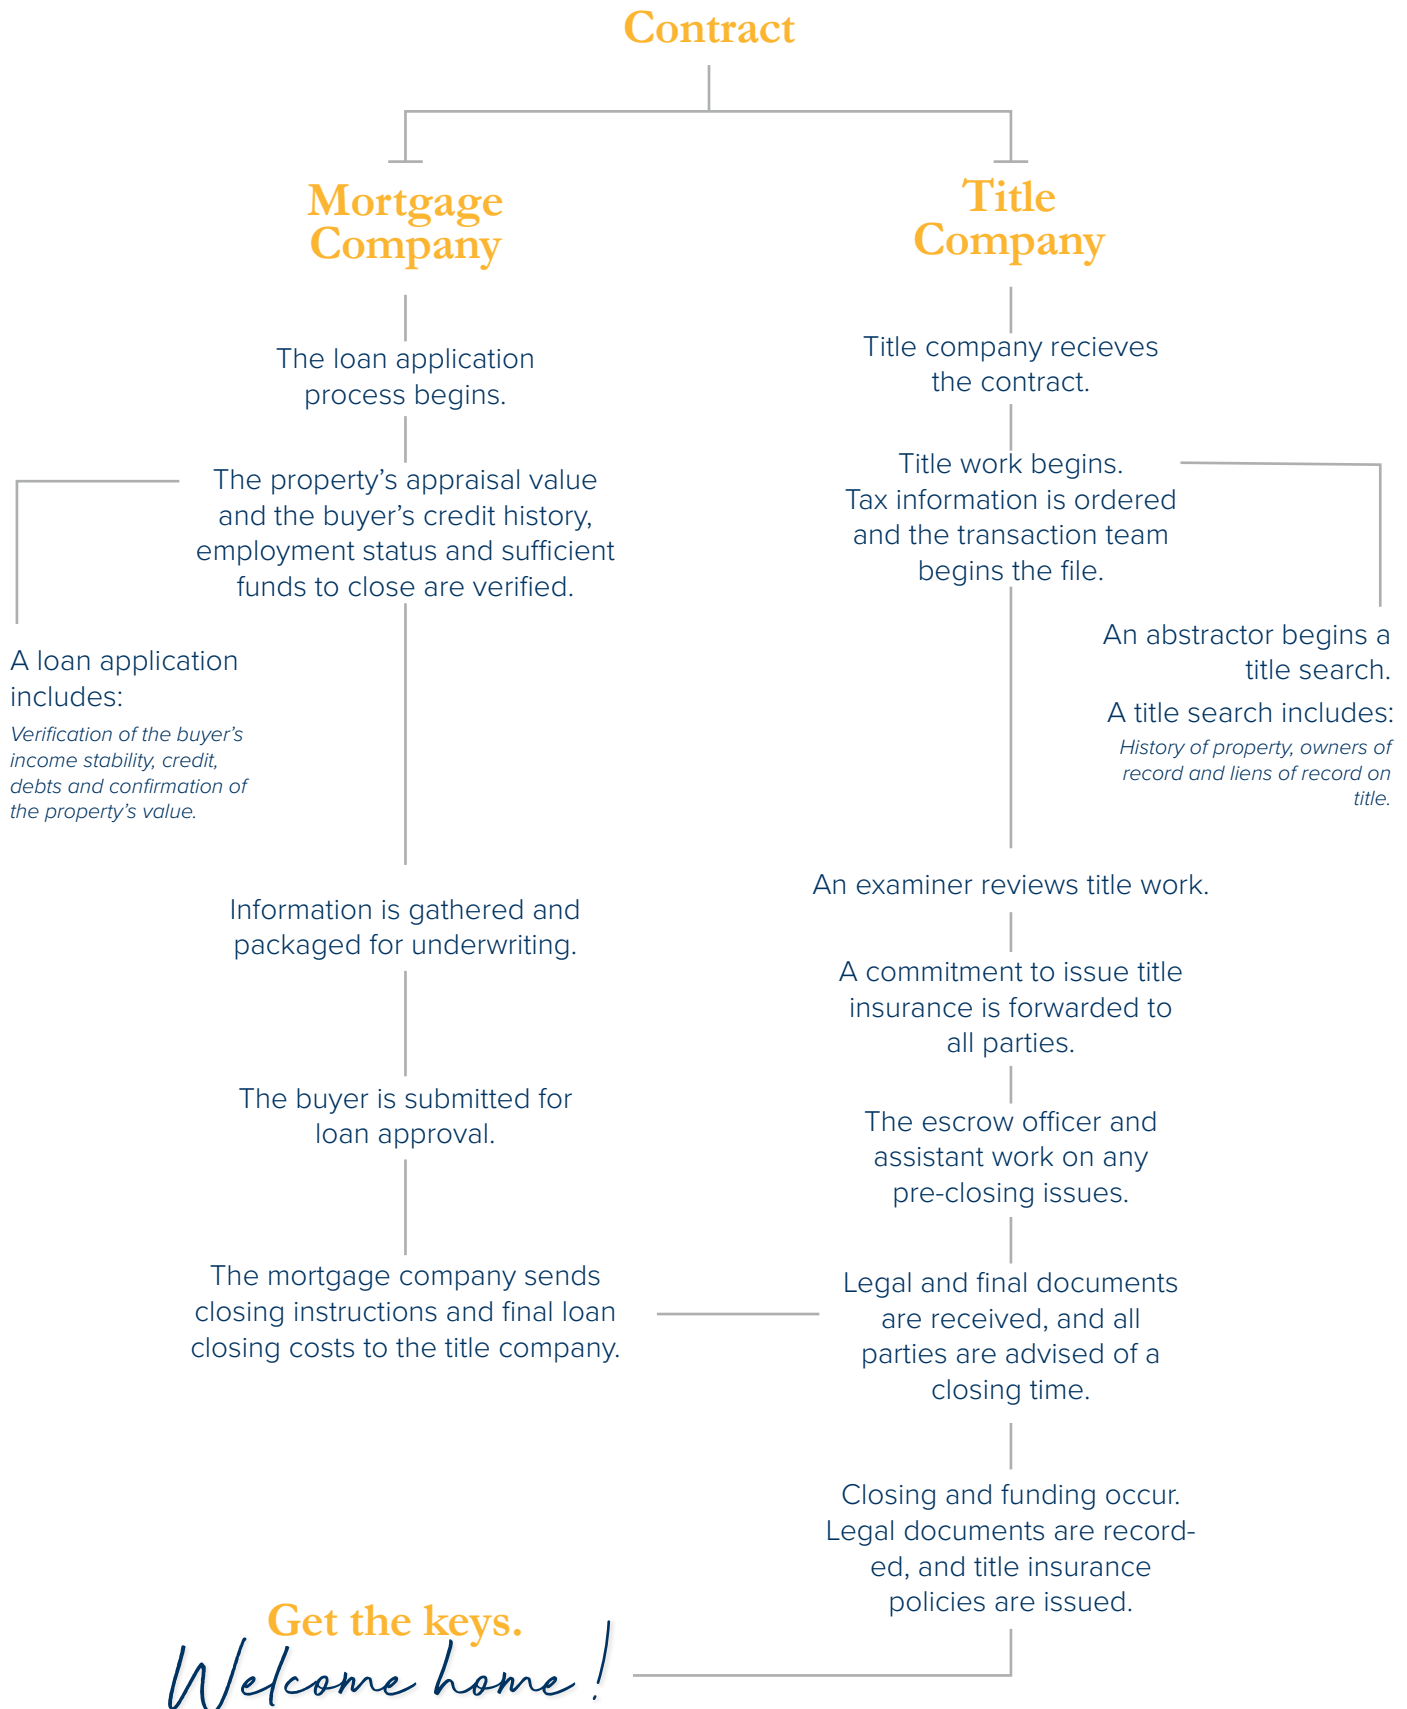 Contract
Mortgage
Company
The loan application
process begins.
The property’s appraisal value
and the buyer’s credit history,
employment status and sufficient
funds to close are verified.
A loan application
includes:
Verification of the buyer’s
income stability, credit,
debts and confirmation of
the property’s value.
Information is gathered and
packaged for underwriting.
The buyer is submitted for
loan approval.
The mortgage company sends
closing instructions and final loan
closing costs to the title company.
Title
Company
Title company recieves
the contract.
Title work begins.
Tax information is ordered
and the transaction team
begins the file.
An abstractor begins a
title search.
A title search includes:
History of property, owners of
record and liens of record on
title.
An examiner reviews title work.
A commitment to issue title
insurance is forwarded to
all parties.
The escrow officer and
assistant work on any
pre-closing issues.
Legal and final documents
are received, and all
parties are advised of a
closing time.
Closing and funding occur.
Legal documents are record-
ed, and title insurance
policies are issued.
Get the keys.
Welcome home!